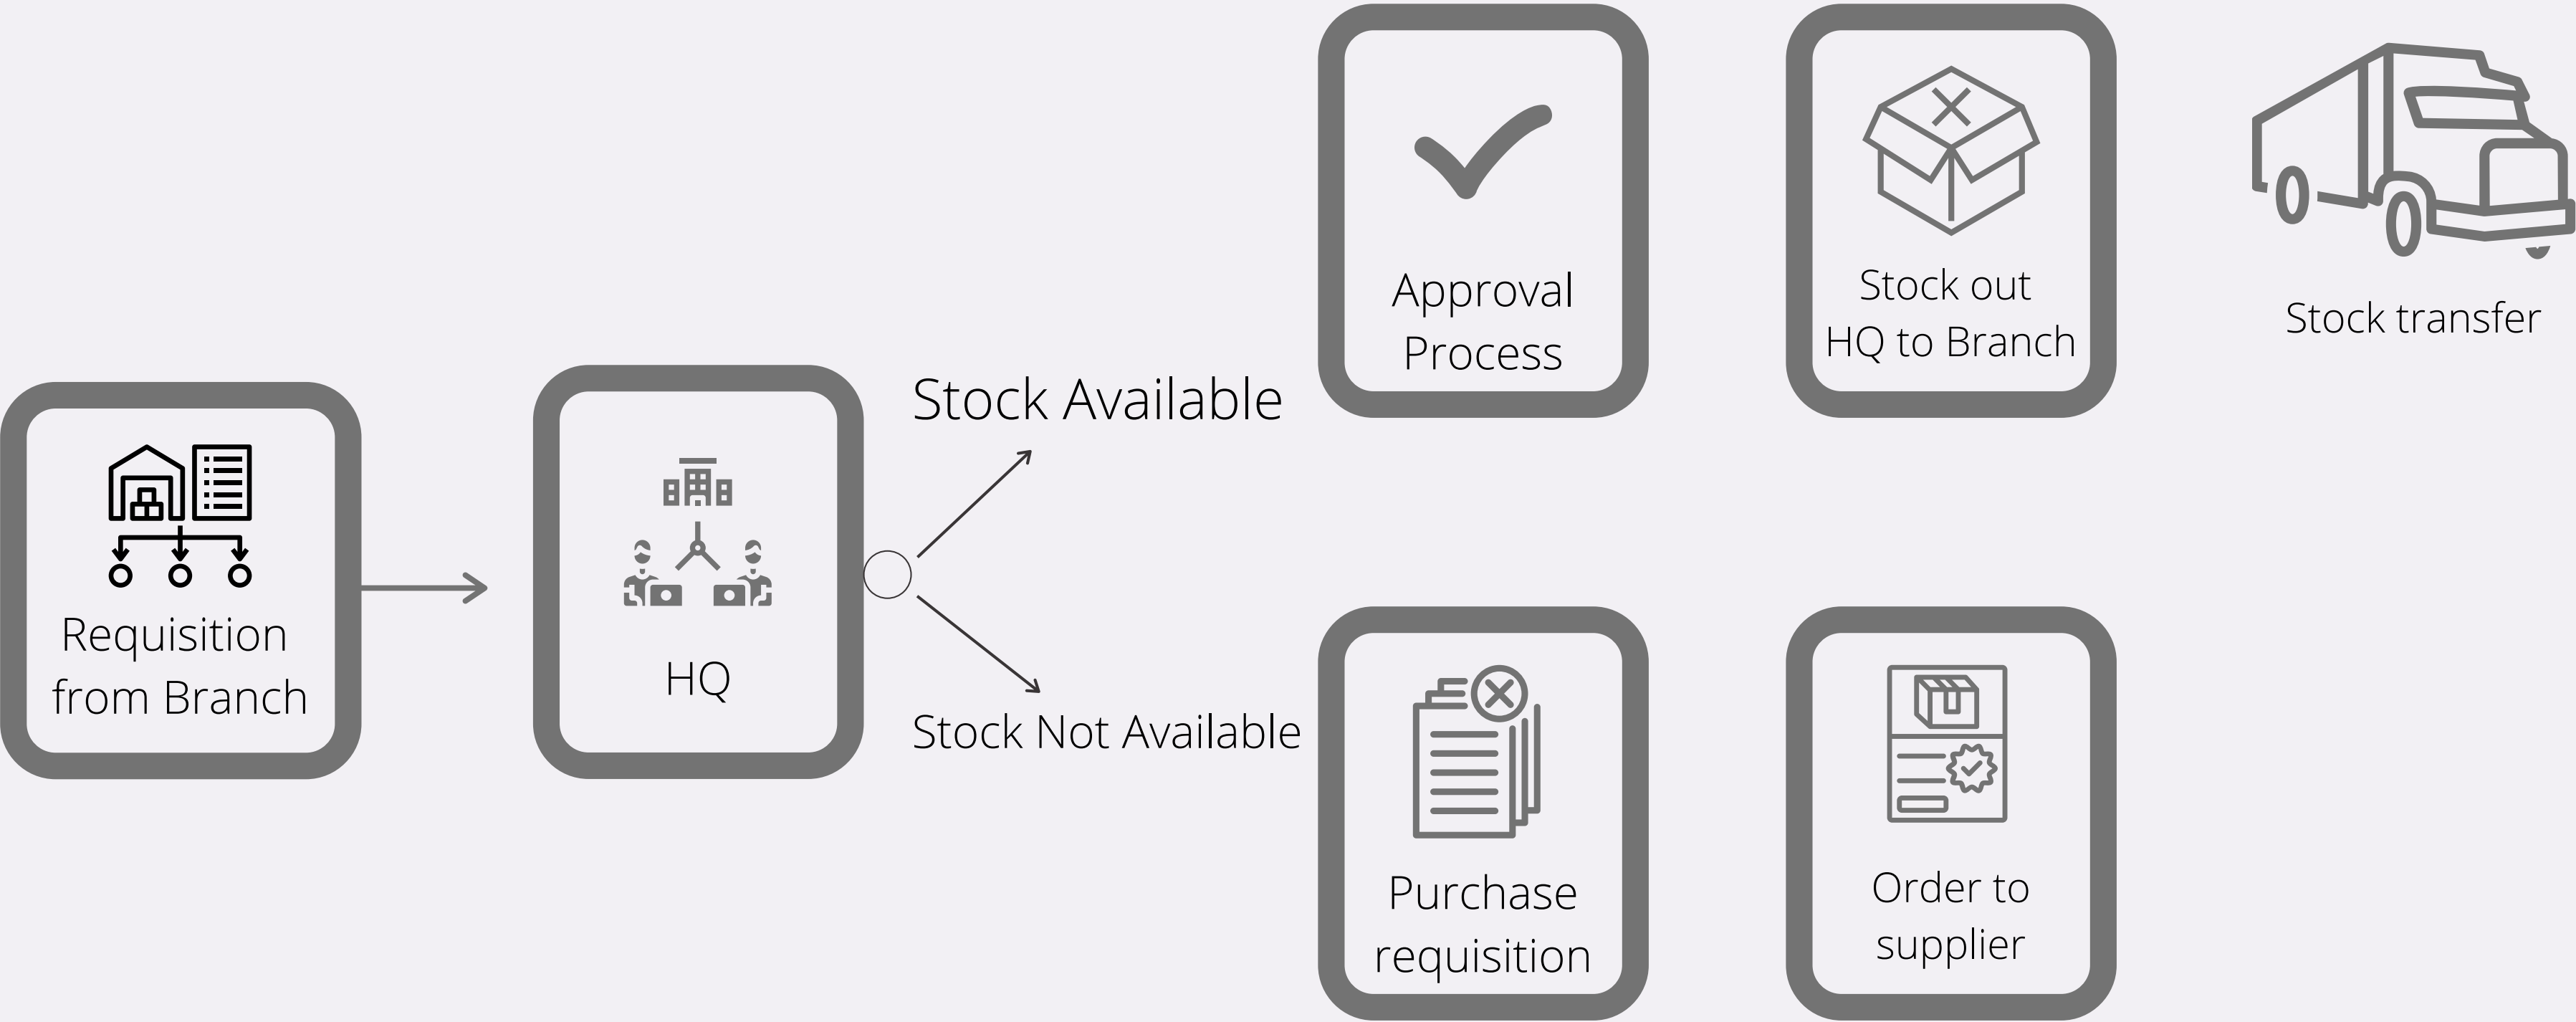 Requisition
from Branch
HQ
Stock Available
Stock Not Available
Approval
Process
Stock out
HQ to Branch
Stock transfer
Purchase
requisition
Order to
supplier